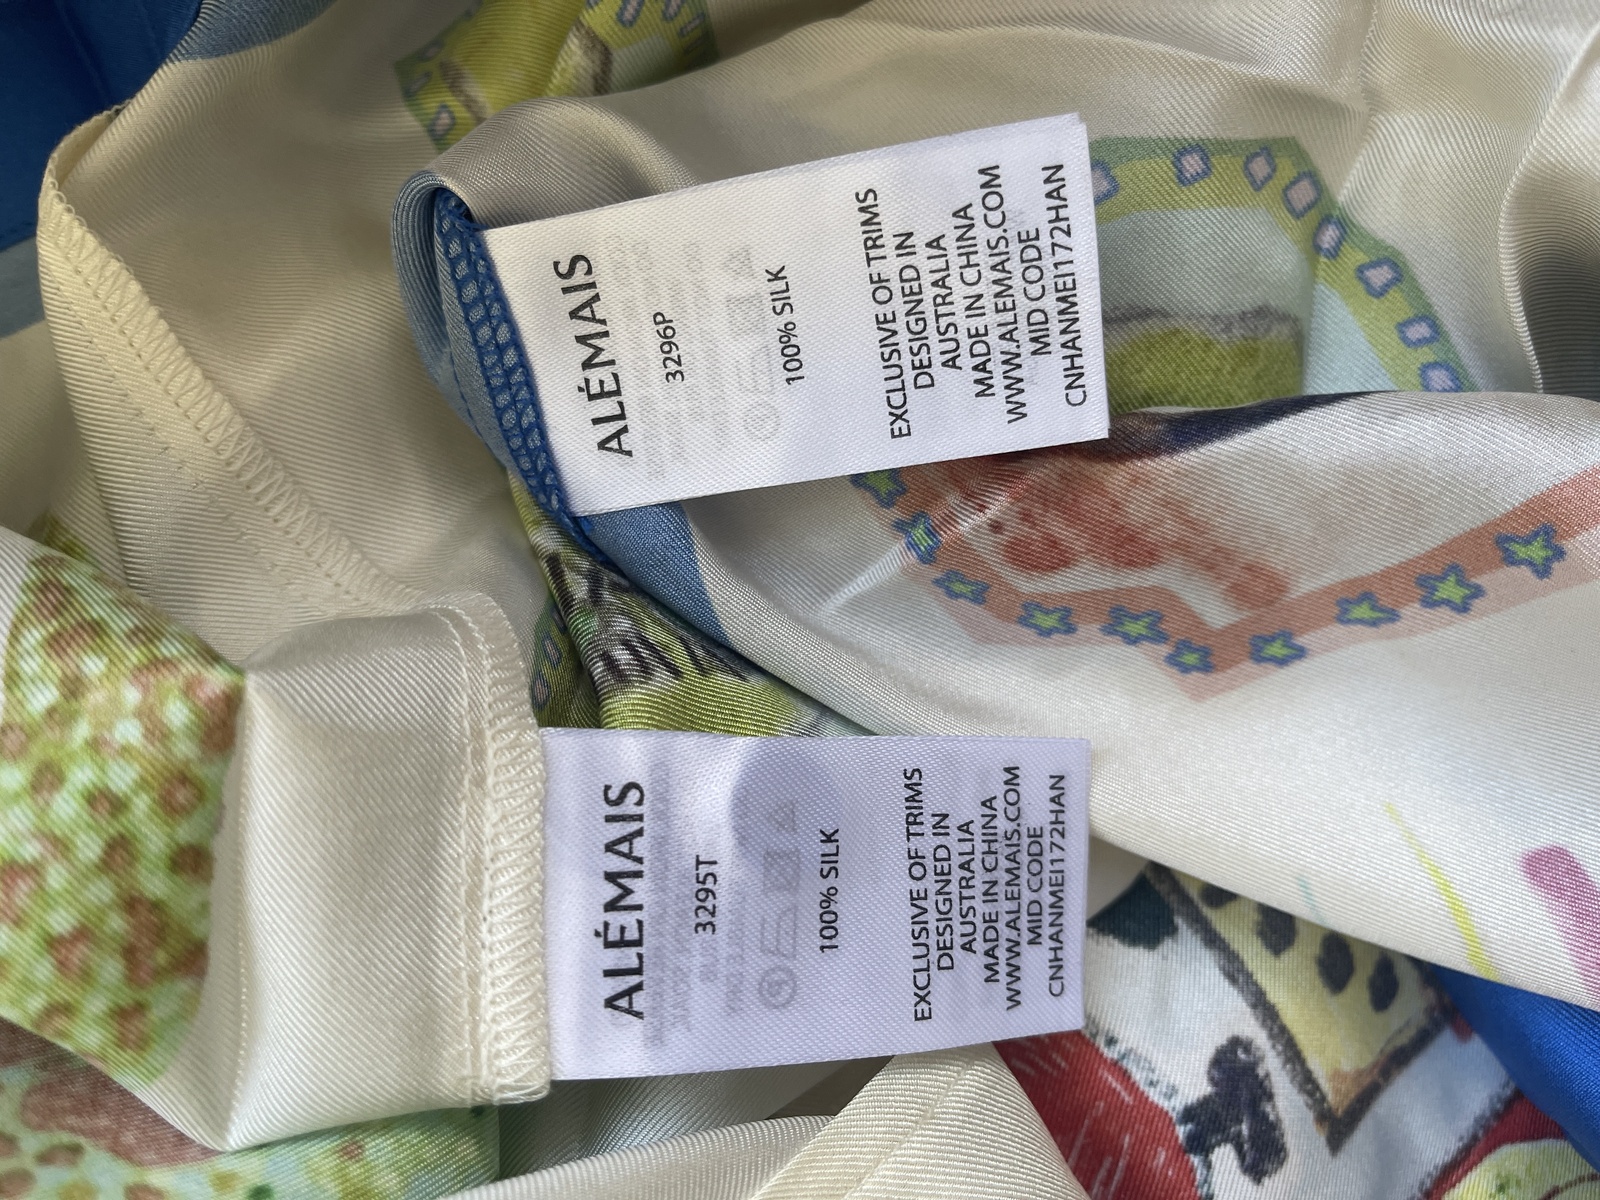 ALÉMAIS
3296P
100% SILK
EXCLUSIVE OF TRIMS
DESIGNED IN
AUSTRALIA
MADE IN CHINA
WWW.ALEMAIS.COM
MID CODE
CNHANMEI172HAN
ALÉMAIS
3295T
100% SILK
EXCLUSIVE OF TRIMS
DESIGNED IN
AUSTRALIA
MADE IN CHINA
WWW.ALEMAIS.COM
MID CODE
CNHANMEI172HAN